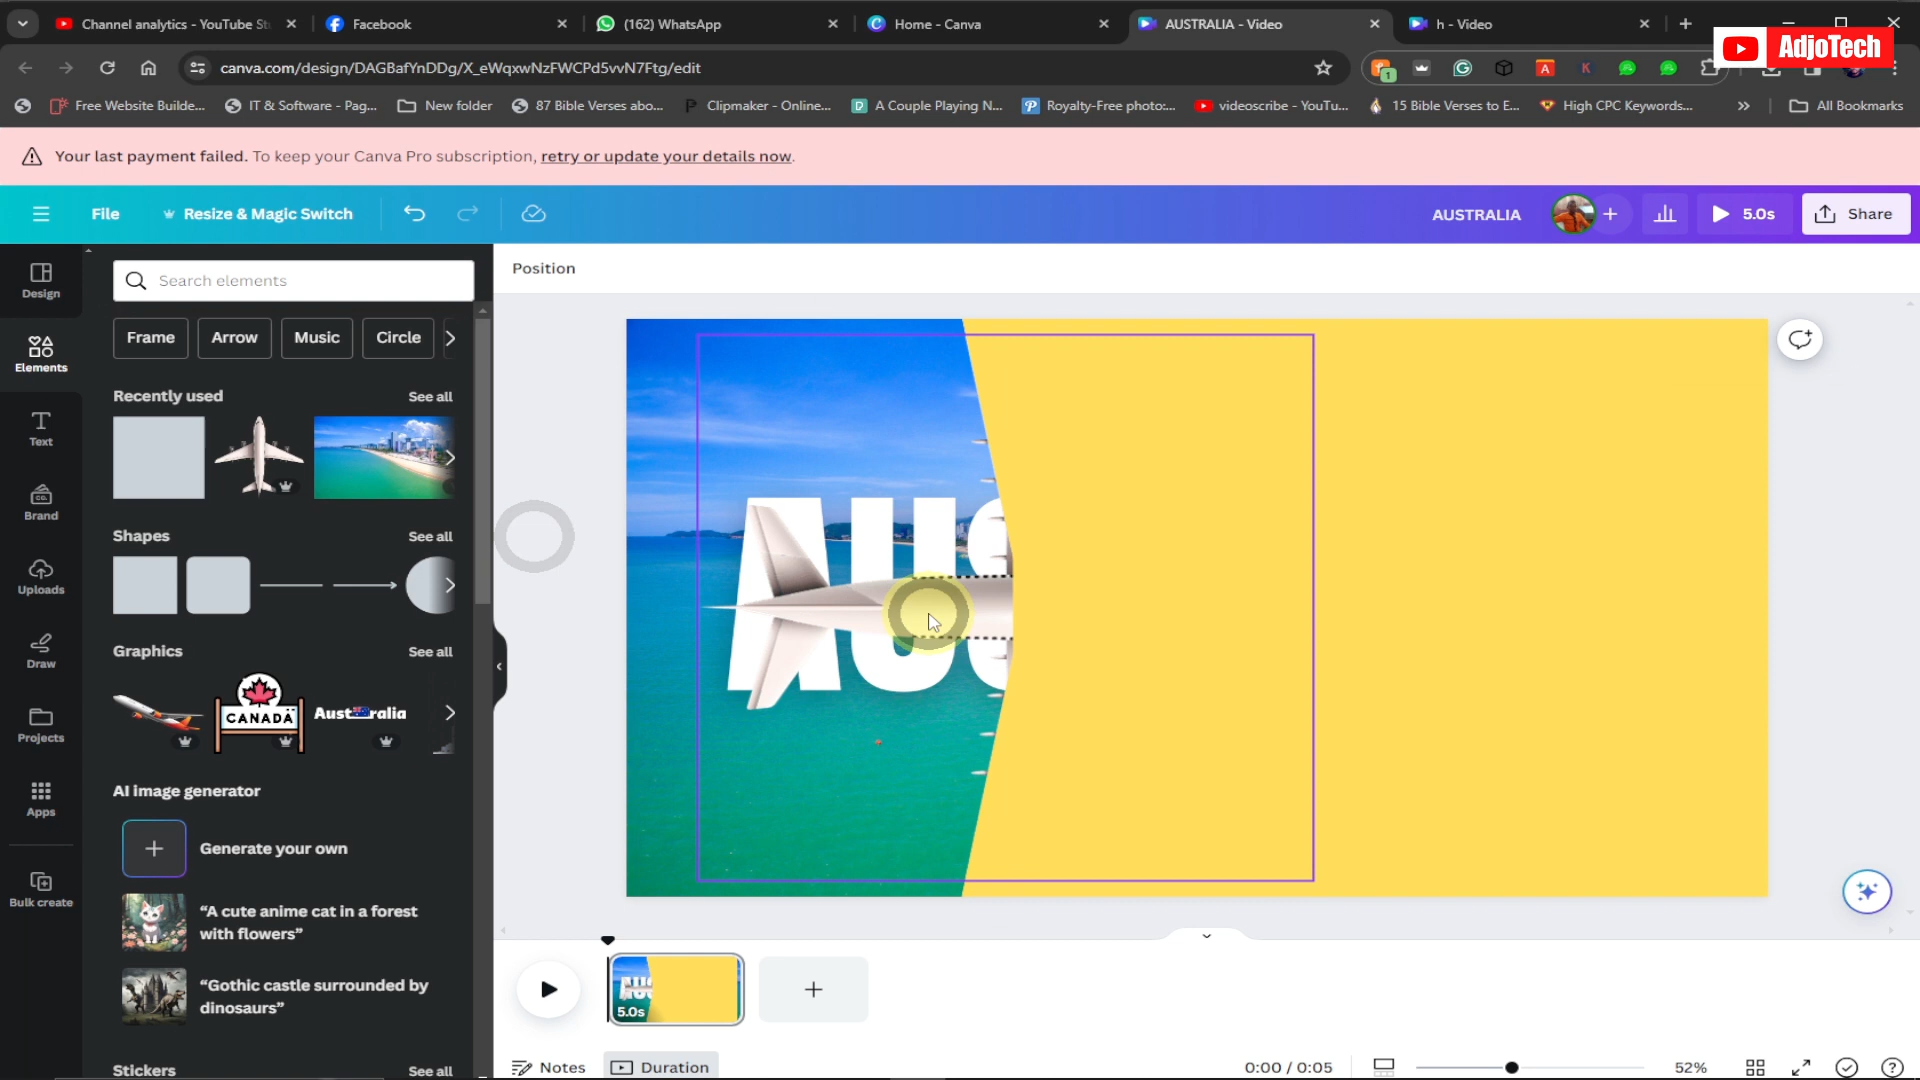 Channel analytics - YouTube Stu
Facebook
(162) WhatsApp
Home - Canva
AUSTRALIA - Video
h - Video
AdjoTech
canva.com/design/DAGBafYnDDg/X_eWqxwNzFWCPd5vvN7Ftg/edit
Free Website Builde...
IT & Software - Pag...
New folder
87 Bible Verses abo...
Clipmaker - Online...
A Couple Playing N...
Royalty-Free photo:...
videoscribe - YouTu...
15 Bible Verses to E...
High CPC Keywords...
All Bookmarks
Your last payment failed. To keep your Canva Pro subscription, retry or update your details now.
File
Resize & Magic Switch
AUSTRALIA
5.0s
Share
Design
Elements
Text
Brand
Uploads
Draw
Projects
Apps
Bulk create
Search elements
Frame
Arrow
Music
Circle
Recently used
See all
Shapes
See all
Graphics
See all
CANADA
Australia
AI image generator
Generate your own
“A cute anime cat in a forest
with flowers”
“Gothic castle surrounded by
dinosaurs”
Stickers
See all
Position
AUS
5.0s
Notes
Duration
0:00 / 0:05
52%